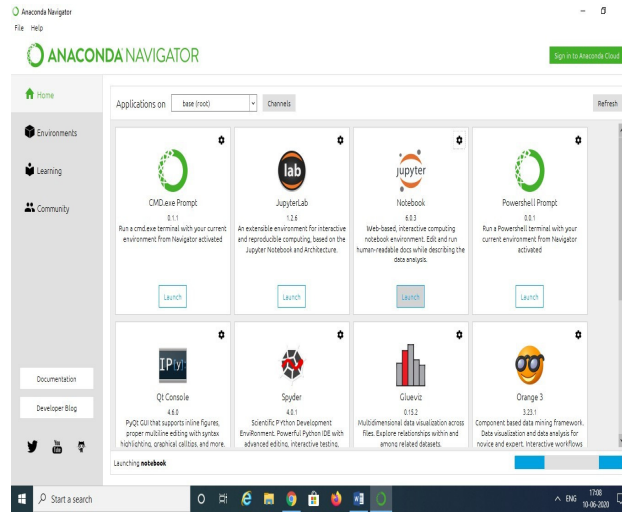 Anaconda Navigator
File Help
ANACONDA NAVIGATOR
Sign in to Anaconda Cloud
Home
Environments
Learning
Community
Documentation
Developer Blog
You Tube
Applications on base (root) Channels Refresh
CMD.exe Prompt
0.1.1
Run a cmd.exe terminal with your current
environment from Navigator activated
Launch
lab
JupyterLab
1.2.6
An extensible environment for interactive
and reproducible computing, based on the
Jupyter Notebook and Architecture.
Launch
jupyter
Notebook
6.0.3
Web-based, interactive computing
notebook environment. Edit and run
human-readable docs while describing the
data analysis.
Launch
Powershell Prompt
0.0.1
Run a Powershell terminal with your
current environment from Navigator
activated
Launch
IP[y]:
Qt Console
4.6.0
PyQt GUI that supports inline figures,
proper multiline editing with syntax
highlighting, graphical calltips, and more.
Spyder
4.0.1
Scientific PYthon Development
EnviRonment. Powerful Python IDE with
advanced editing, interactive testing,
Glueviz
0.15.2
Multidimensional data visualization across
files. Explore relationships within and
among related datasets.
Orange 3
3.23.1
Component based data mining framework.
Data visualization and data analysis for
novice and expert. Interactive workflows
Launching notebook
Start a search
ENG
17:08
10-06-2020